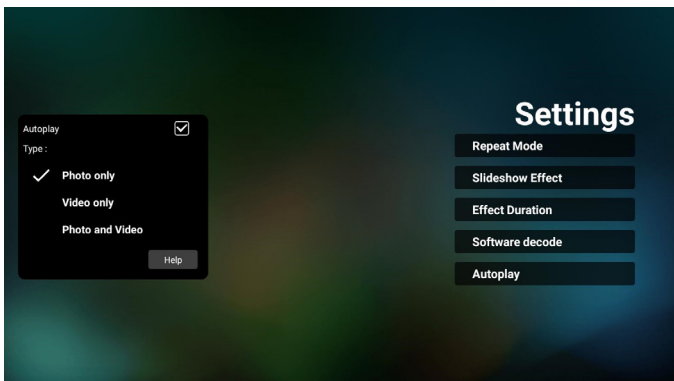 Settings
Autoplay
Type :
Photo only
Video only
Photo and Video
Help
Repeat Mode
Slideshow Effect
Effect Duration
Software decode
Autoplay